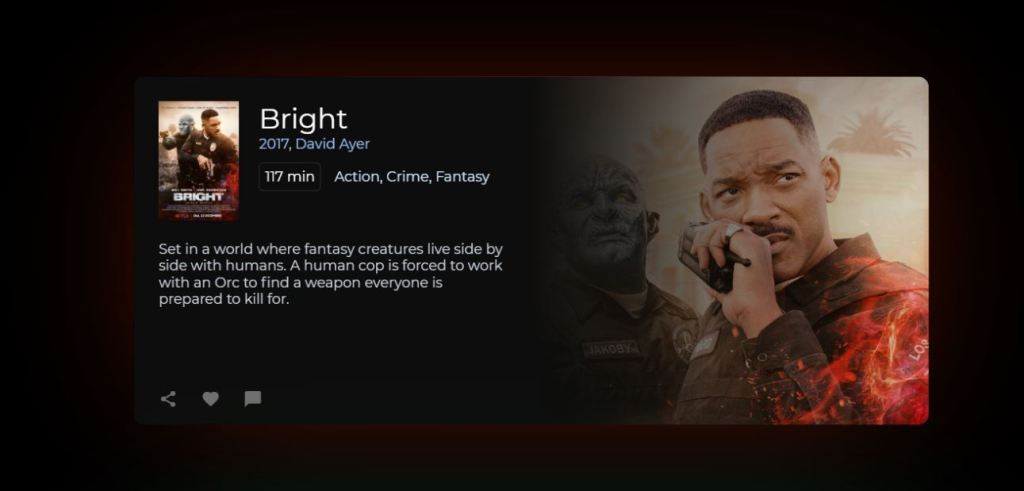 Bright
2017, David Ayer
117 min
Action, Crime, Fantasy
BRIGHT
Set in a world where fantasy creatures live side by
side with humans. A human cop is forced to work
with an Orc to find a weapon everyone is
prepared to kill for.
JAKOBY
LOS